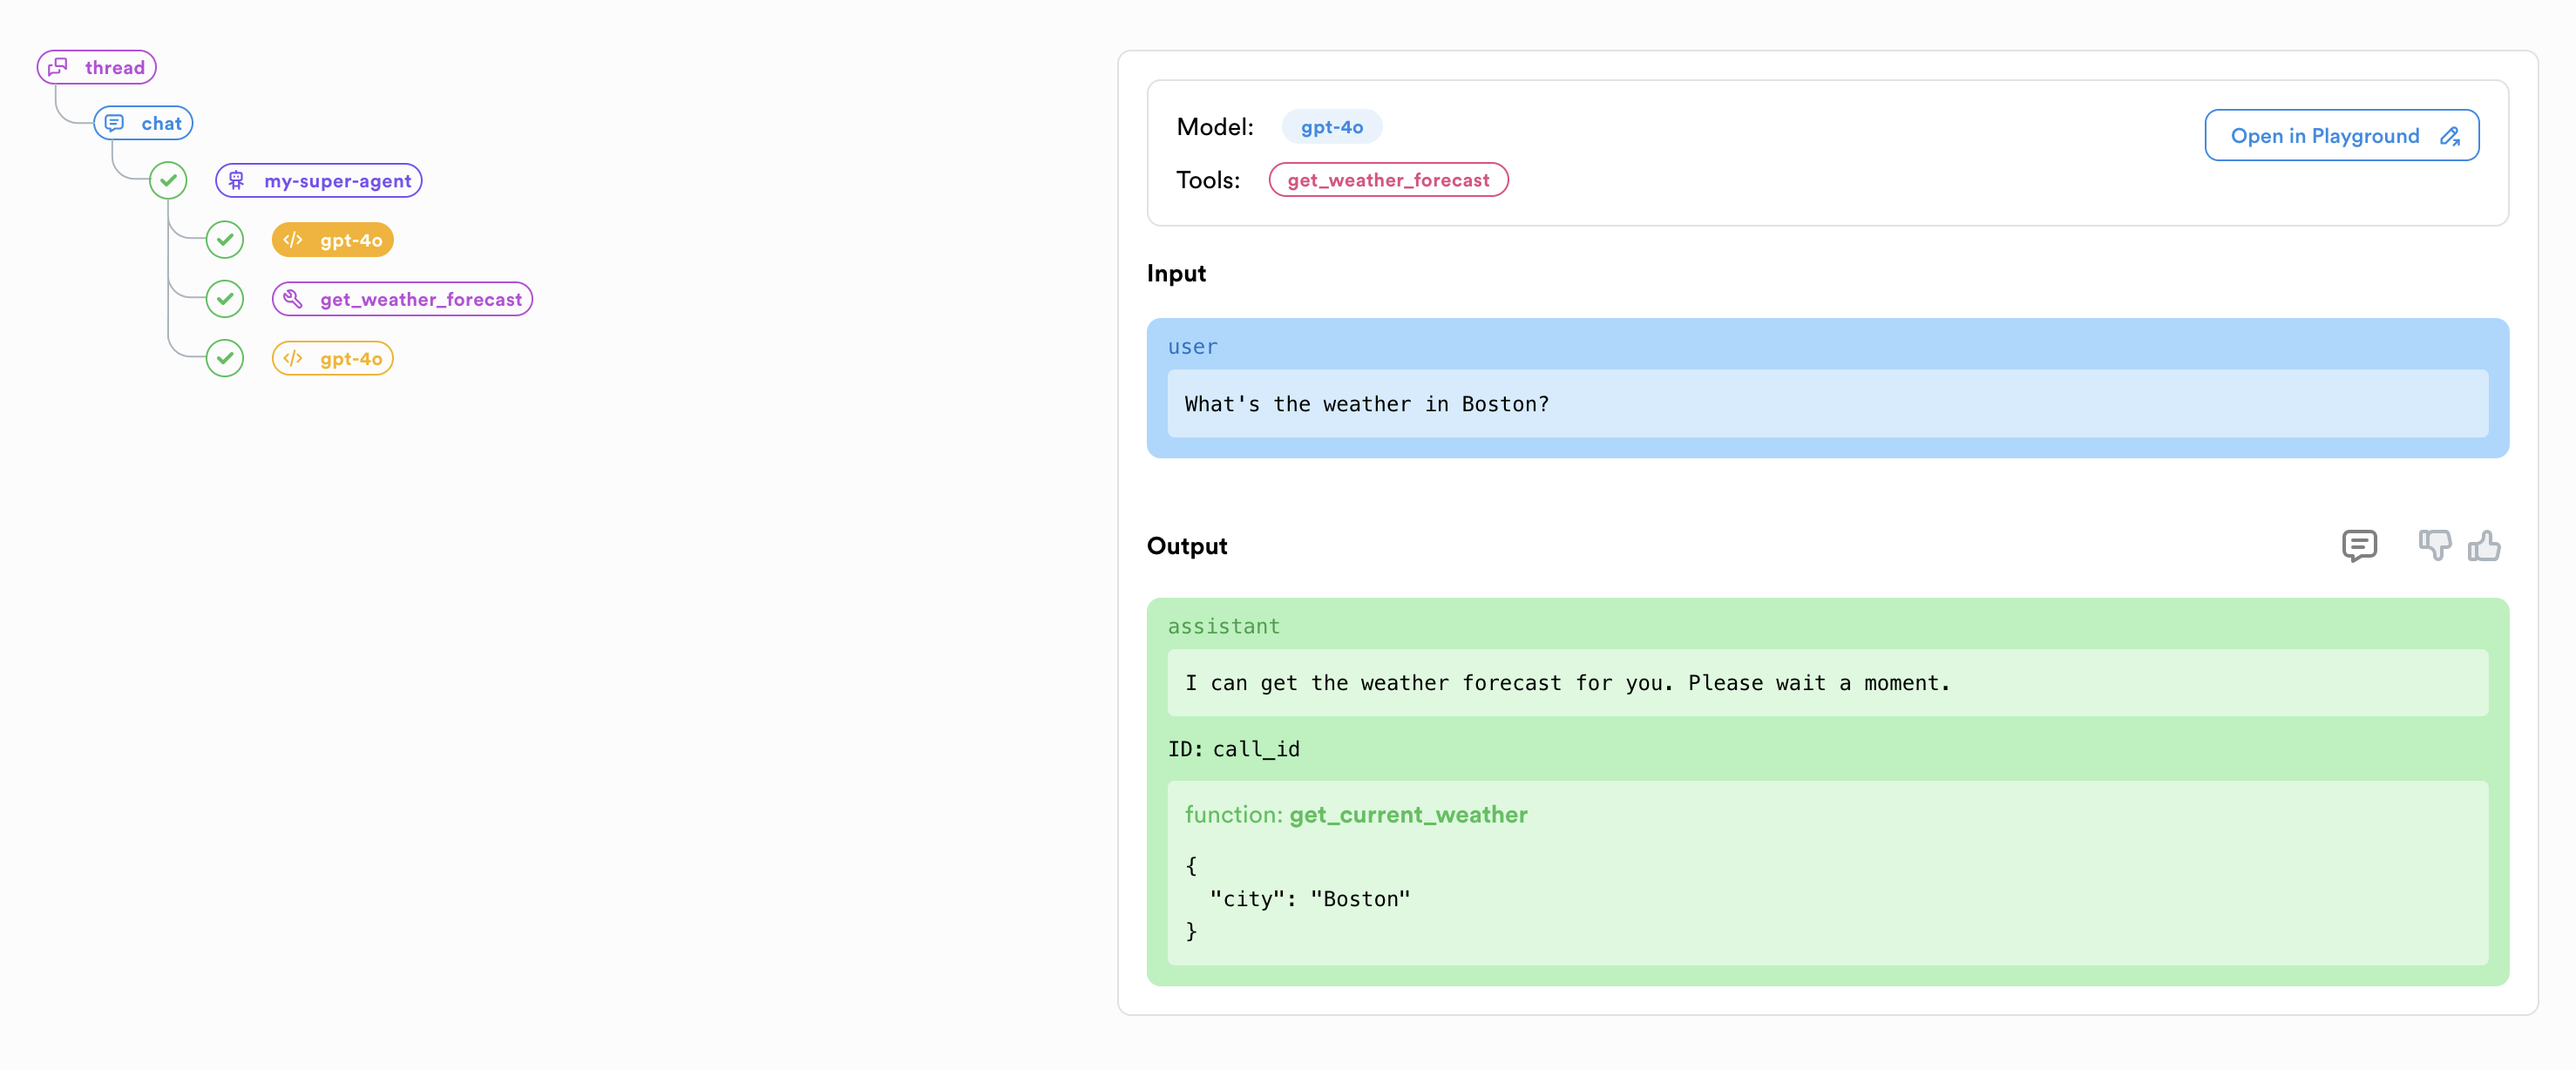 thread
chat
my-super-agent
gpt-4o
get_weather_forecast
gpt-4o
Model: gpt-4o
Tools: get_weather_forecast
Open in Playground
Input
user
What's the weather in Boston?
Output
assistant
I can get the weather forecast for you. Please wait a moment.
ID: call_id
function: get_current_weather
{
  "city": "Boston"
}